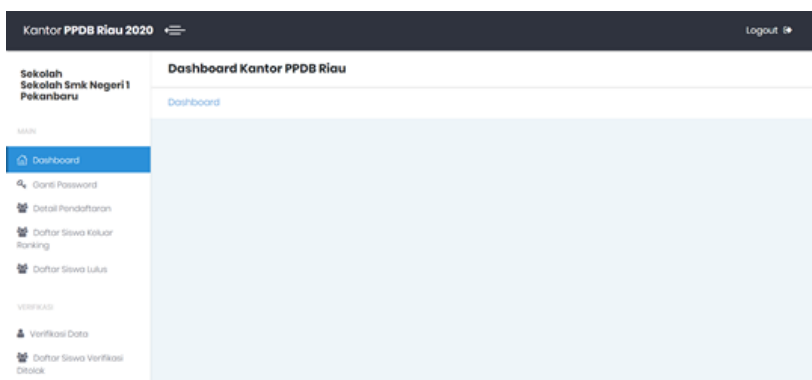 Kantor PPDB Riau 2020
Logout
Sekolah
Sekolah Smk Negeri 1
Pekanbaru
Dashboard Kantor PPDB Riau
Dashboard
MAIN
Dashboard
Ganti Password
Detail Pendaftaran
Daftar Siswa Keluar
Ranking
Daftar Siswa Lulus
VERIFIKASI
Verifikasi Data
Daftar Siswa Verifikasi
Ditolak